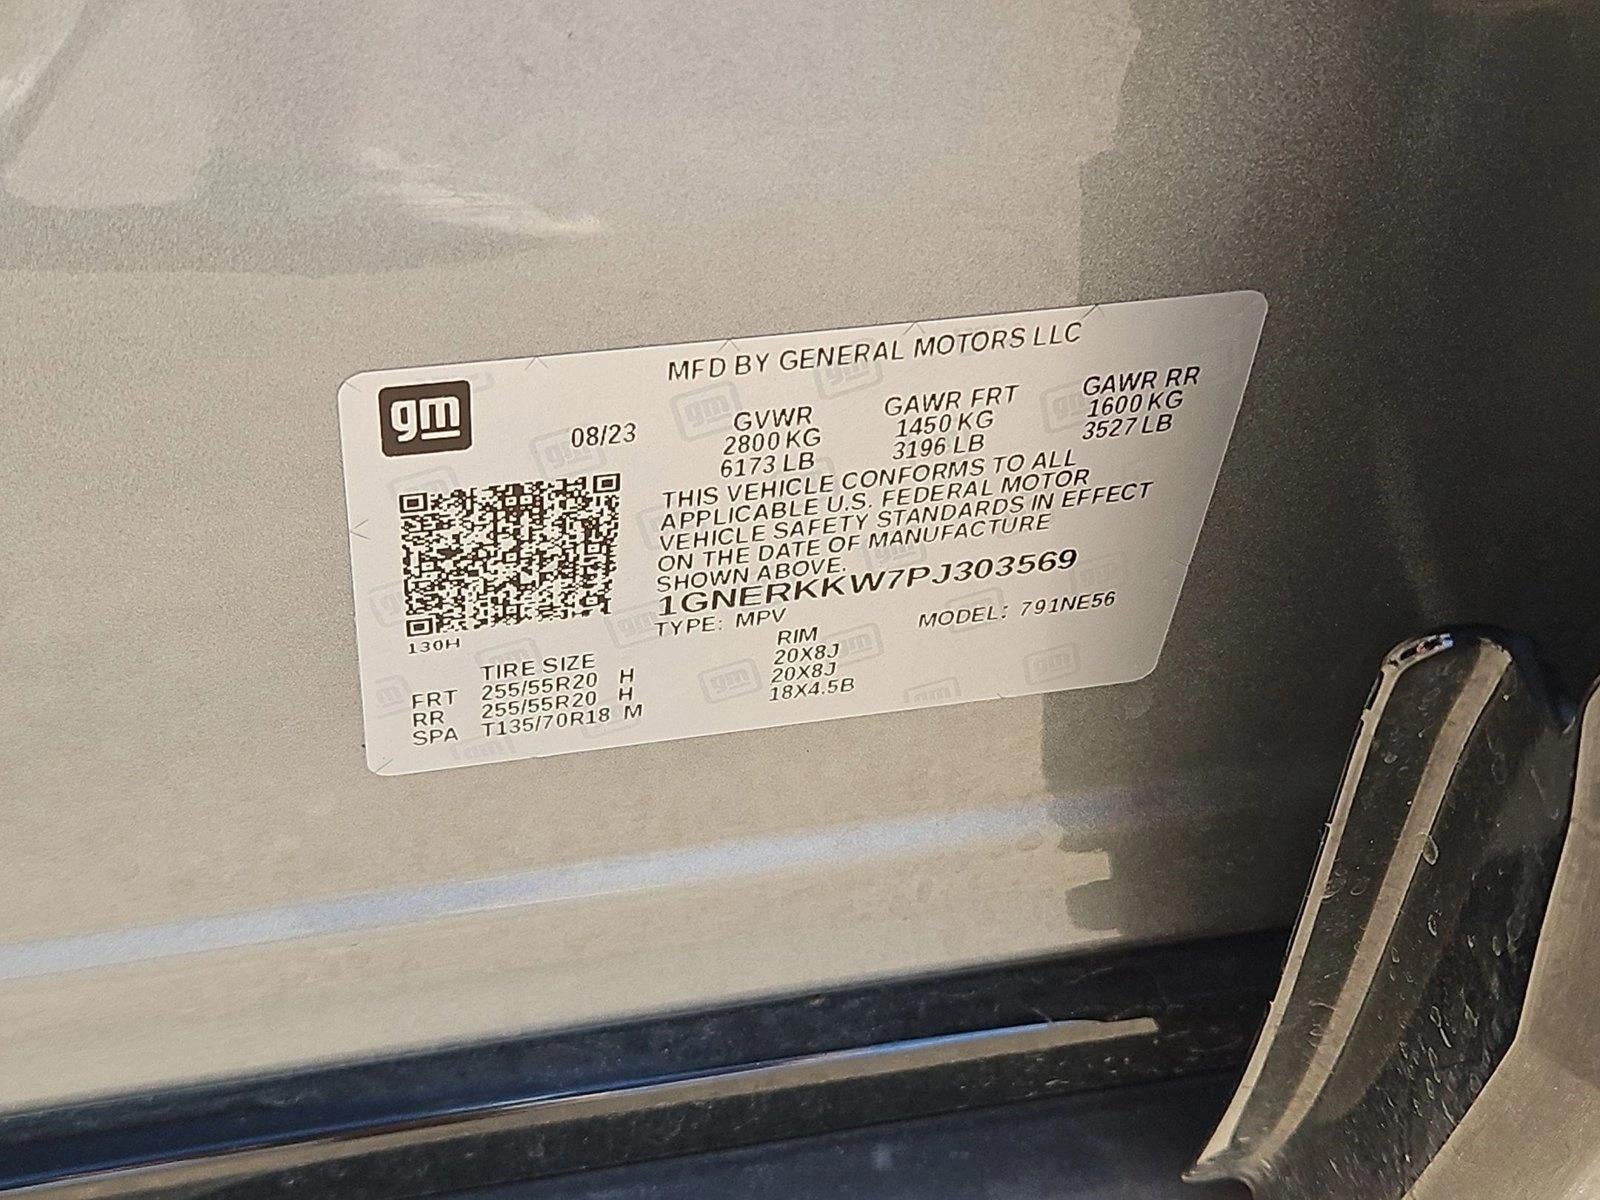 MFD BY GENERAL MOTORS LLC
gm
08/23
GVWR GAWR FRT GAWR RR
2800 KG 1450 KG 1600 KG
6173 LB 3196 LB 3527 LB
THIS VEHICLE CONFORMS TO ALL
APPLICABLE U.S. FEDERAL MOTOR
VEHICLE SAFETY STANDARDS IN EFFECT
ON THE DATE OF MANUFACTURE
SHOWN ABOVE.
1GNERKKW7PJ303569
TYPE: MPV MODEL: 791NE56
130H
TIRE SIZE RIM
FRT 255/55R20 H 20X8J
RR 255/55R20 H 20X8J
SPA T135/70R18 M 18X4.5B